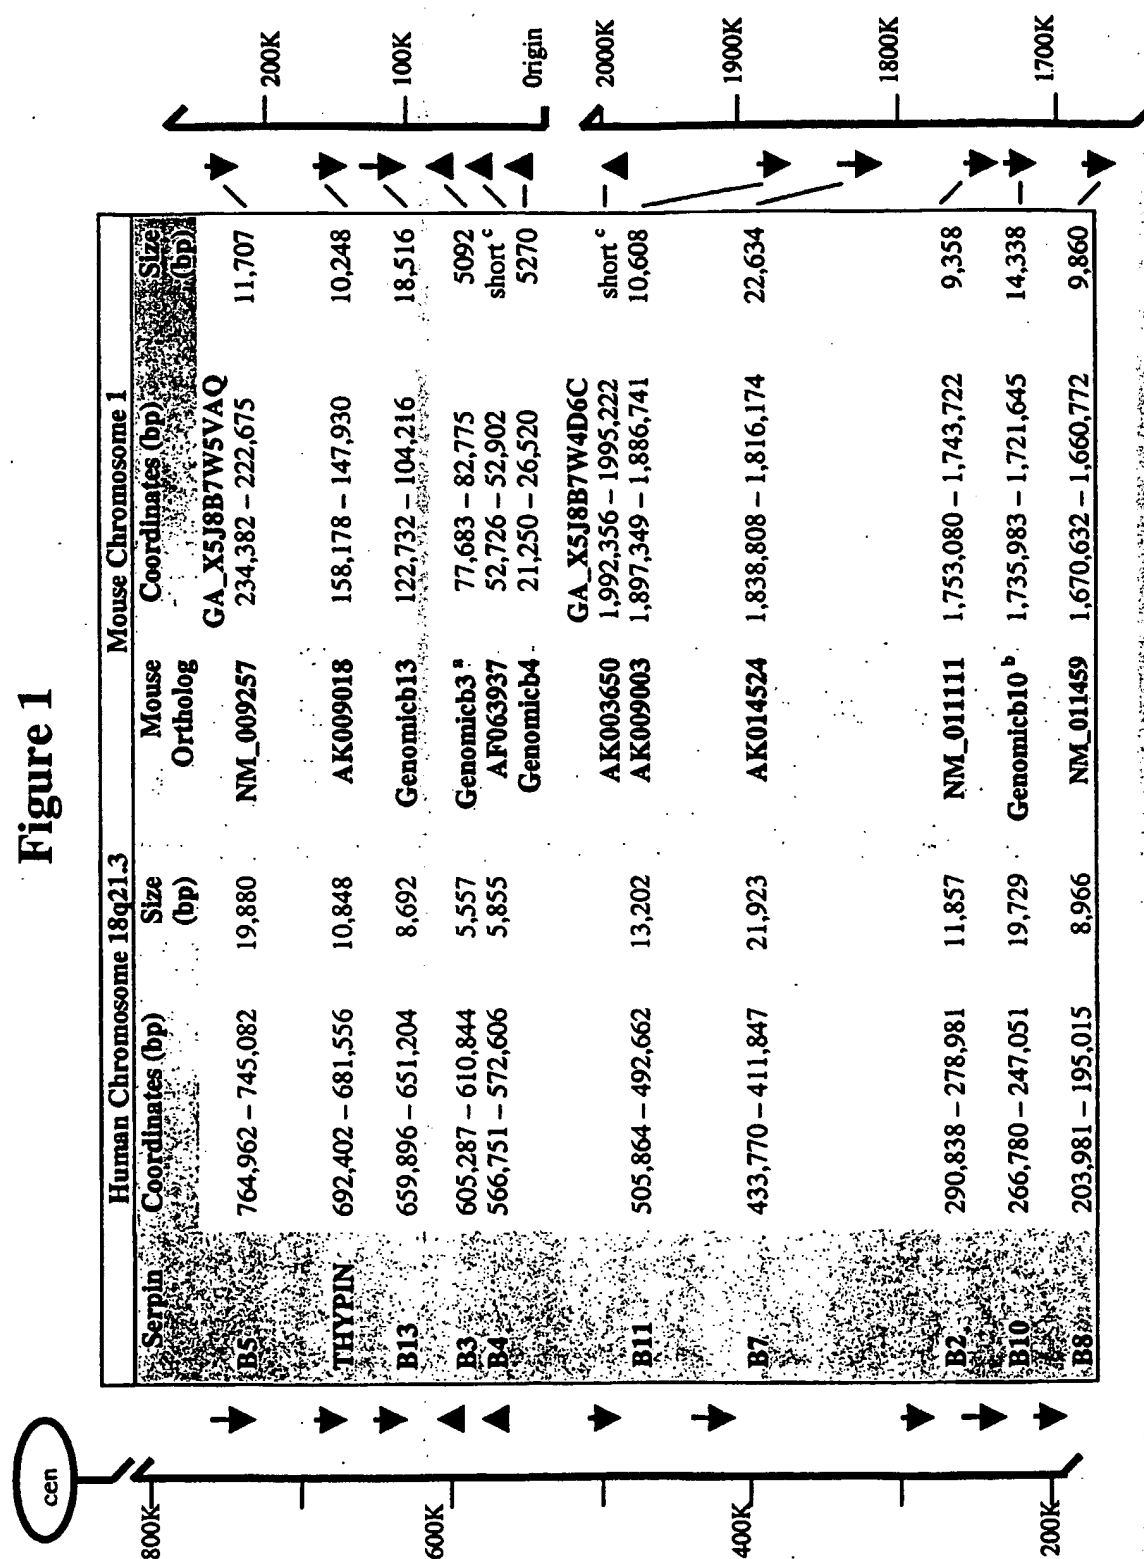 Figure 1
Human Chromosome 18q21.3 Mouse Chromosome 1
Serpin Coordinates (bp) Size (bp) Mouse Ortholog Coordinates (bp) Size (bp)
GA_X5J8B7W5VAQ
B5 764,962 – 745,082 19,880 NM_009257 234,382 – 222,675 11,707
THYPIN 692,402 – 681,556 10,848 AK009018 158,178 – 147,930 10,248
B13 659,896 – 651,204 8,692 Genomicb13 122,732 – 104,216 18,516
B3 605,287 – 610,844 5,557 Genomicb3 a 77,683 – 82,775 5092
B4 566,751 – 572,606 5,855 AF063937 52,726 – 52,902 short c
Genomicb4 21,250 – 26,520 5270
GA_X5J8B7W4D6C
AK003650 1,992,356 – 1995,222 short c
B11 505,864 – 492,662 13,202 AK009003 1,897,349 – 1,886,741 10,608
B7 433,770 – 411,847 21,923 AK014524 1,838,808 – 1,816,174 22,634
B2 290,838 – 278,981 11,857 NM_011111 1,753,080 – 1,743,722 9,358
B10 266,780 – 247,051 19,729 Genomicb10 b 1,735,983 – 1,721,645 14,338
B8 203,981 – 195,015 8,966 NM_011459 1,670,632 – 1,660,772 9,860
cen
800K
600K
400K
200K
200K
100K
Origin
2000K
1900K
1800K
1700K